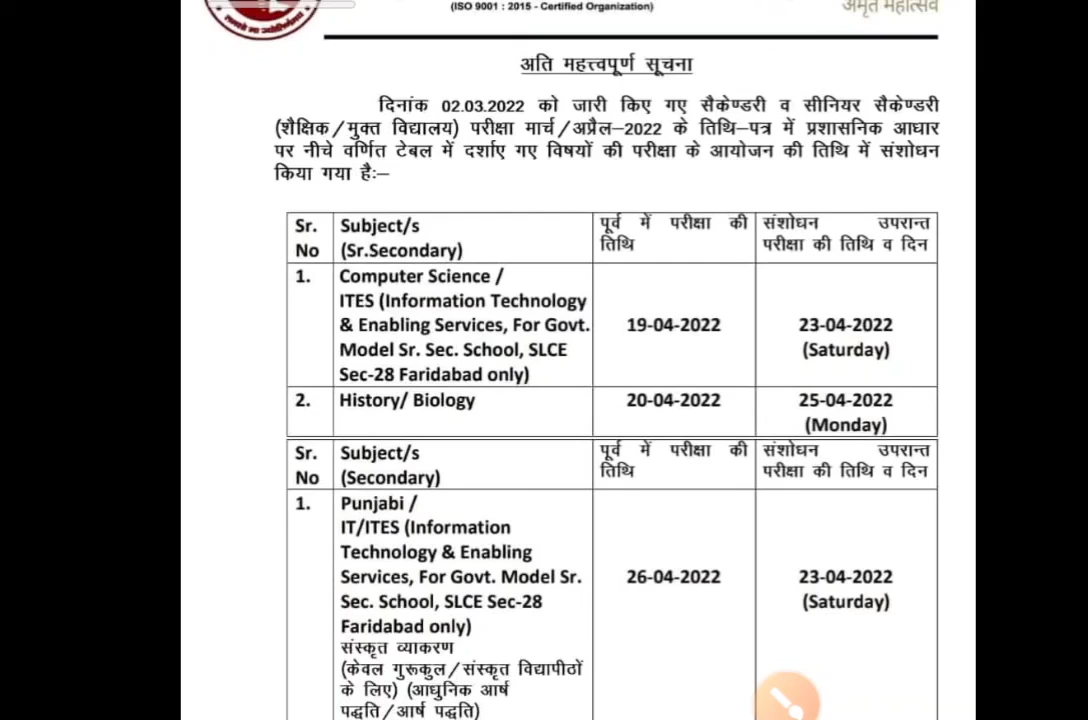 (ISO 9001 : 2015 - Certified Organization)
अमृत महोत्सव
अति महत्त्वपूर्ण सूचना
दिनांक 02.03.2022 को जारी किए गए सैकेण्डरी व सीनियर सैकेण्डरी
(शैक्षिक/मुक्त विद्यालय) परीक्षा मार्च/अप्रैल–2022 के तिथि–पत्र में प्रशासनिक आधार
पर नीचे वर्णित टेबल में दर्शाए गए विषयों की परीक्षा के आयोजन की तिथि में संशोधन
किया गया है:–
Sr. Subject/s पूर्व में परीक्षा की संशोधन उपरान्त
No (Sr.Secondary) तिथि परीक्षा की तिथि व दिन
1. Computer Science /
ITES (Information Technology
& Enabling Services, For Govt. 19-04-2022 23-04-2022
Model Sr. Sec. School, SLCE (Saturday)
Sec-28 Faridabad only)
2. History/ Biology 20-04-2022 25-04-2022
(Monday)
Sr. Subject/s पूर्व में परीक्षा की संशोधन उपरान्त
No (Secondary) तिथि परीक्षा की तिथि व दिन
1. Punjabi /
IT/ITES (Information
Technology & Enabling
Services, For Govt. Model Sr. 26-04-2022 23-04-2022
Sec. School, SLCE Sec-28 (Saturday)
Faridabad only)
संस्कृत व्याकरण
(केवल गुरूकुल/संस्कृत विद्यापीठों
के लिए) (आधुनिक आर्ष
पद्धति/आर्ष पद्धति)